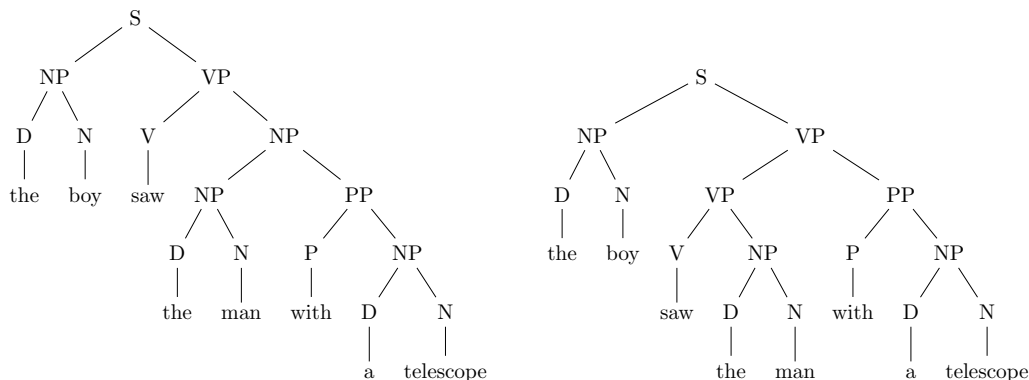 S
NP VP
D N V NP
the boy saw NP PP
D N P NP
the man with D N
a telescope
S
NP VP
D N VP PP
the boy V NP P NP
saw D N with D N
the man a telescope